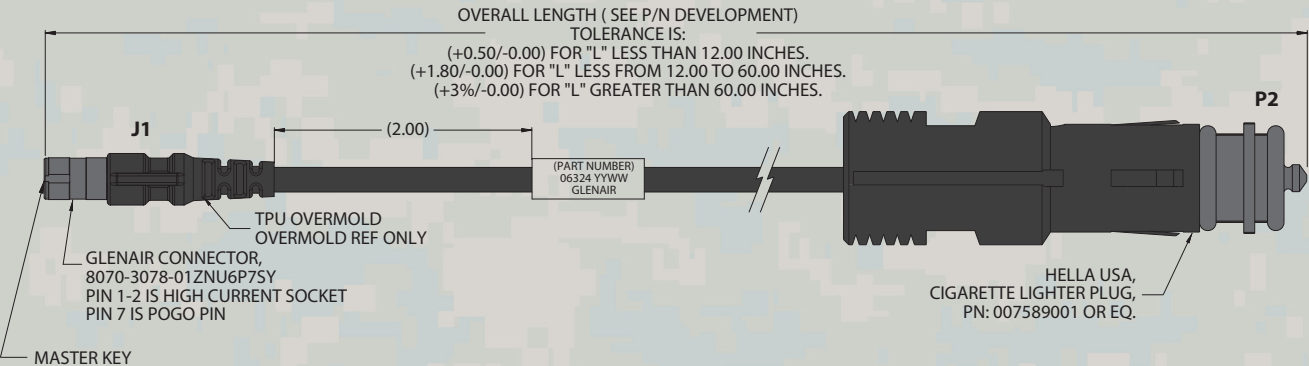 OVERALL LENGTH ( SEE P/N DEVELOPMENT)
TOLERANCE IS:
(+0.50/-0.00) FOR "L" LESS THAN 12.00 INCHES.
(+1.80/-0.00) FOR "L" LESS FROM 12.00 TO 60.00 INCHES.
(+3%/-0.00) FOR "L" GREATER THAN 60.00 INCHES.
P2
J1
(2.00)
(PART NUMBER)
06324 YYWW
GLENAIR
TPU OVERMOLD
OVERMOLD REF ONLY
GLENAIR CONNECTOR,
8070-3078-01ZNU6P7SY
PIN 1-2 IS HIGH CURRENT SOCKET
PIN 7 IS POGO PIN
HELLA USA,
CIGARETTE LIGHTER PLUG,
PN: 007589001 OR EQ.
MASTER KEY